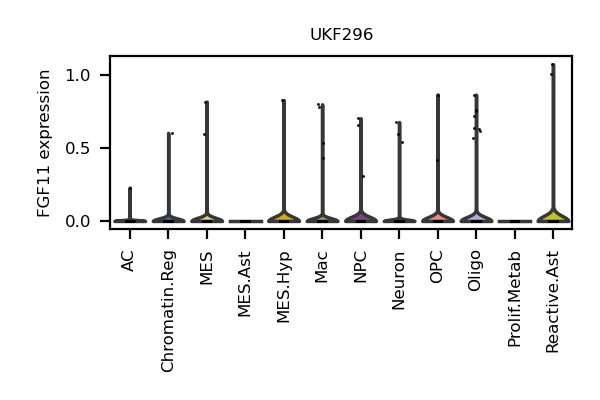 UKF296
FGF11 expression
1.0
0.5
0.0
AC
Chromatin.Reg
MES
MES.Ast
MES.Hyp
Mac
NPC
Neuron
OPC
Oligo
Prolif.Metab
Reactive.Ast